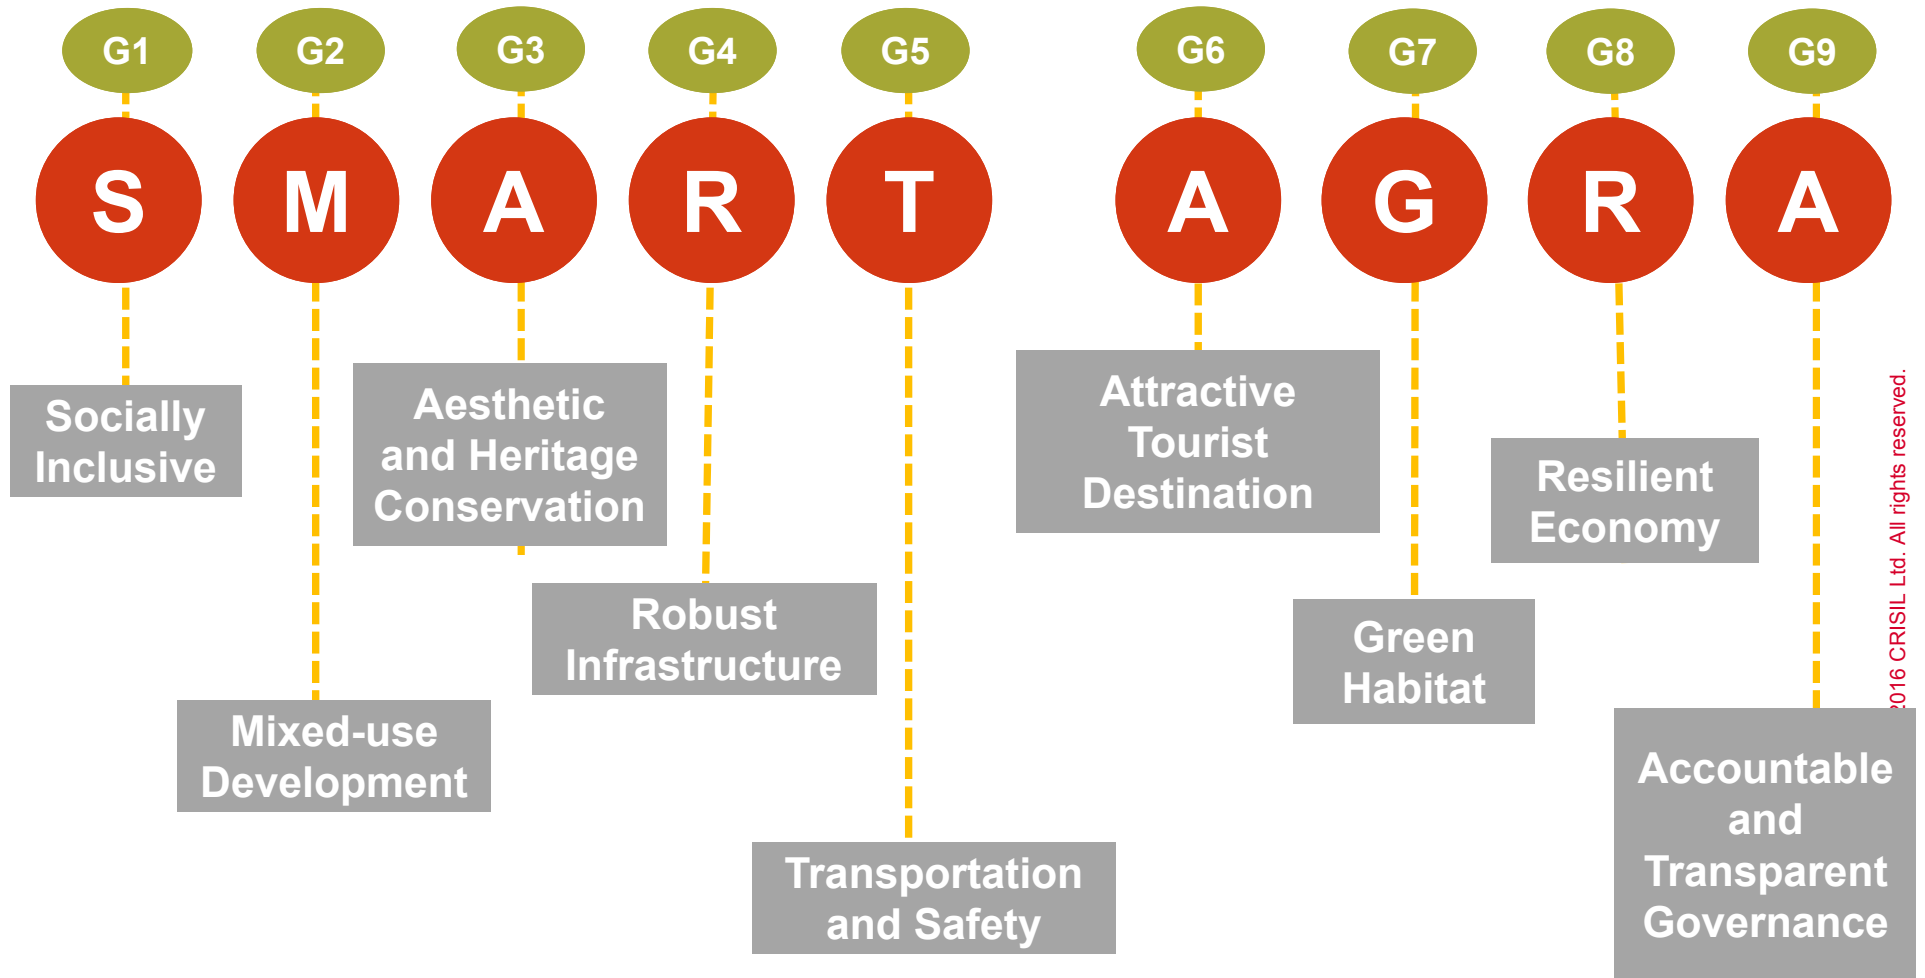 G1 G2 G3 G4 G5 G6 G7 G8 G9
S M A R T A G R A
Socially
Inclusive
Mixed-use
Development
Aesthetic
and Heritage
Conservation
Robust
Infrastructure
Transportation
and Safety
Attractive
Tourist
Destination
Green
Habitat
Resilient
Economy
Accountable
and
Transparent
Governance
2016 CRISIL Ltd. All rights reserved.